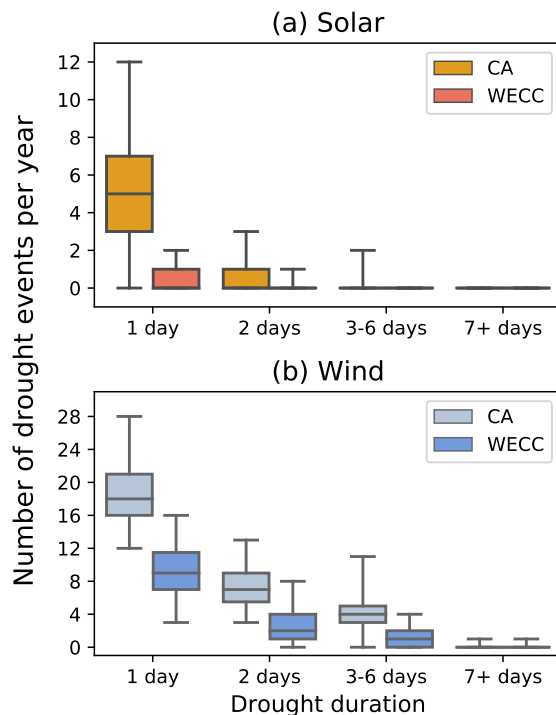 (a) Solar
12
10
8
6
4
2
0
CA
WECC
1 day 2 days 3-6 days 7+ days
Number of drought events per year
(b) Wind
28
24
20
16
12
8
4
0
CA
WECC
1 day 2 days 3-6 days 7+ days
Drought duration